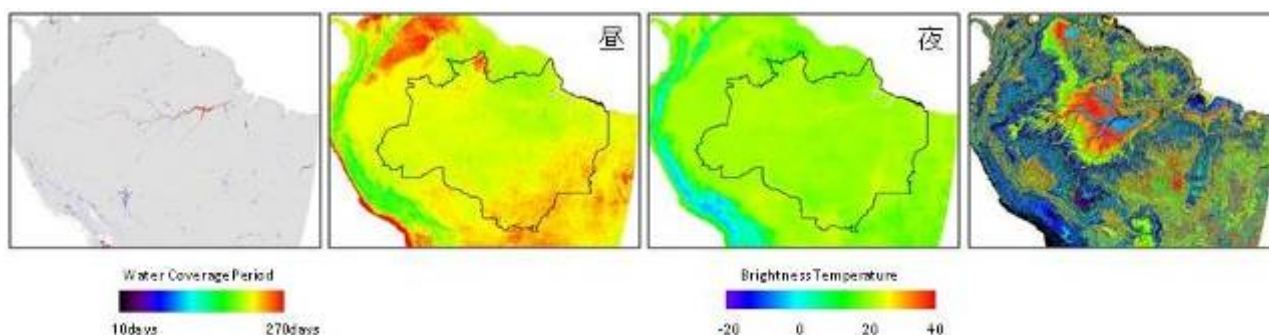 昼
夜
Water Coverage Period
10days
270days
Brightness Temperature
-20
0
20
40